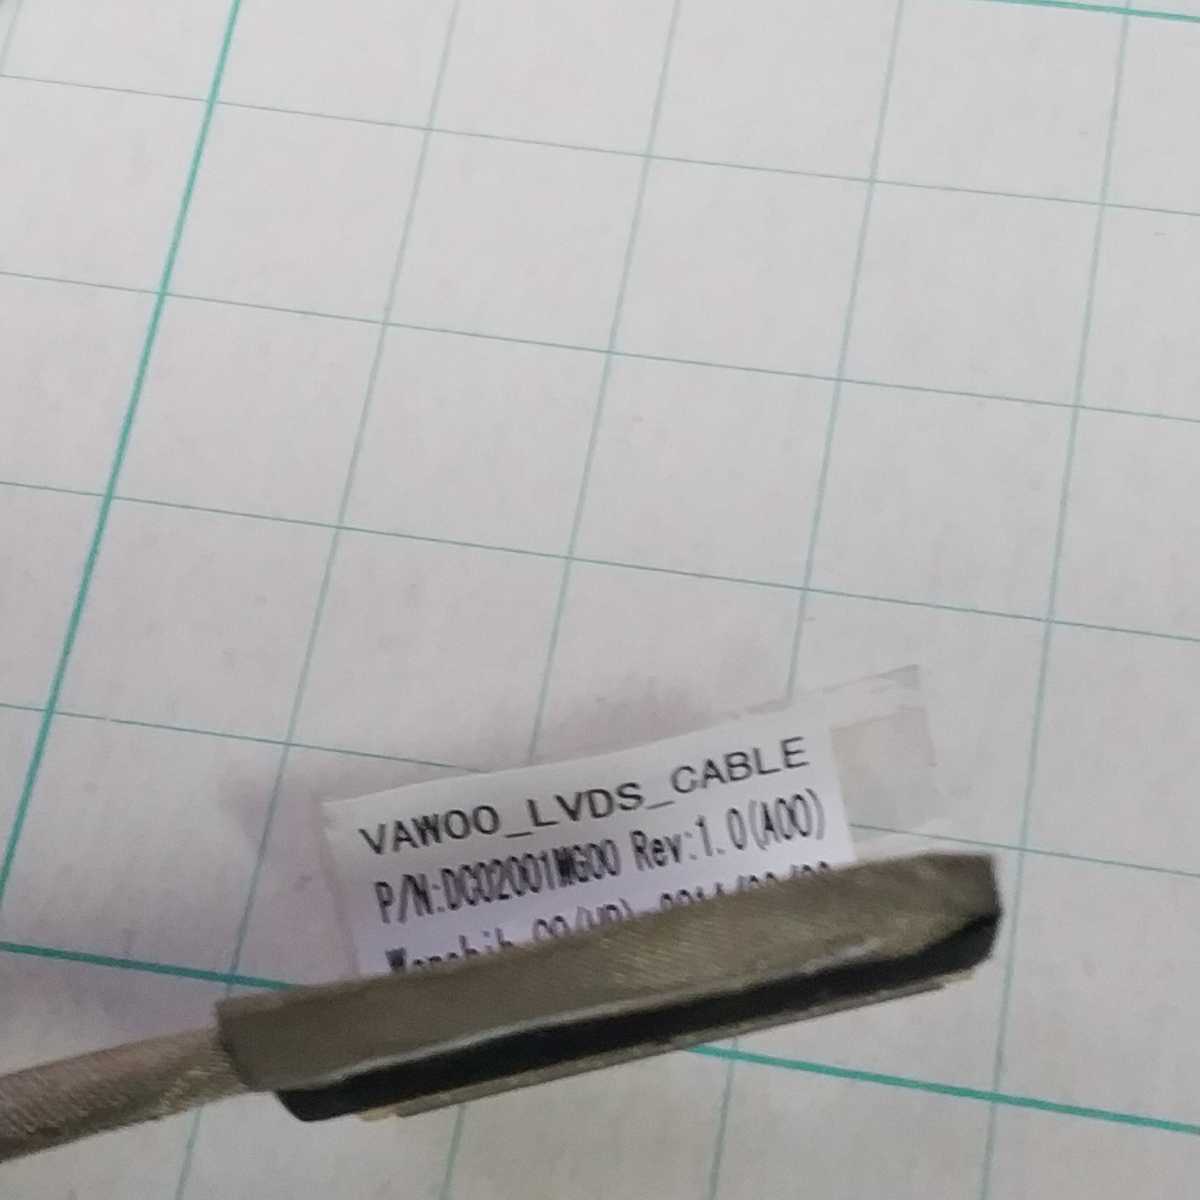 VAWOO_LVDS_CABLE
P/N:DC02001MG00 Rev:1.0(A00)